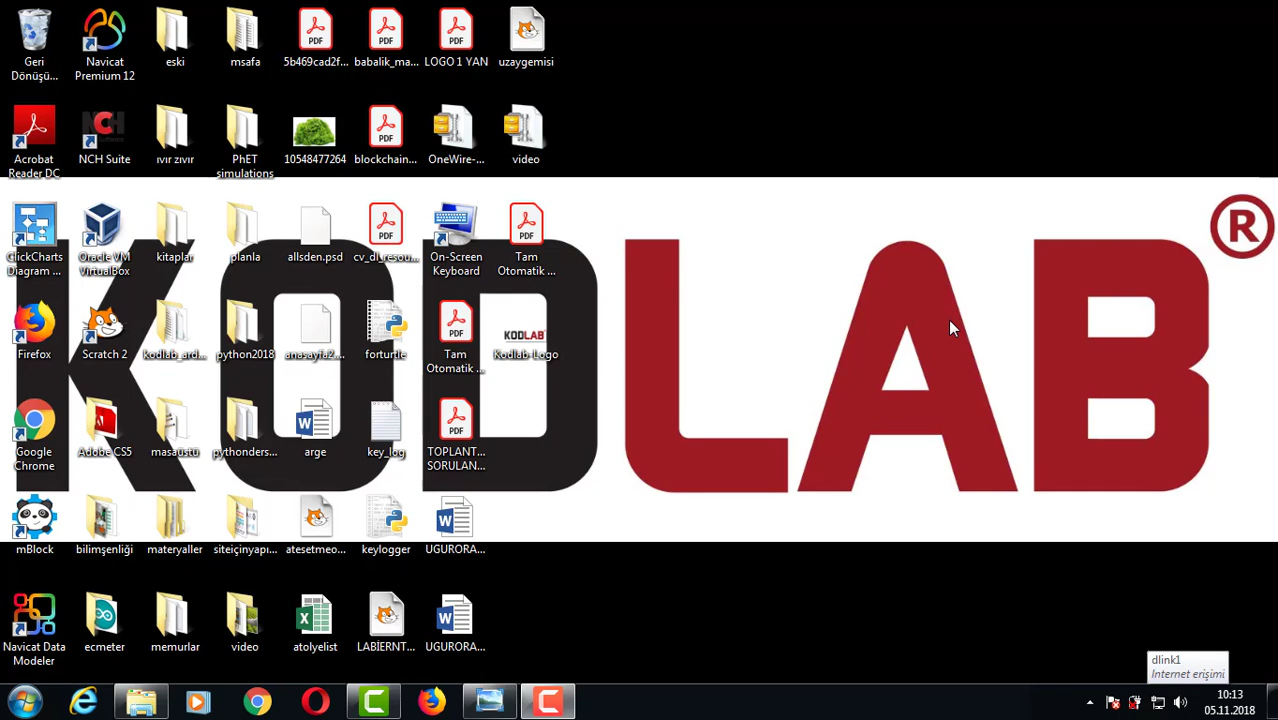 Geri
Dönüşü...
Navicat
Premium 12
eski
msafa
5b469cad2f...
babalik_ma...
LOGO 1 YAN
uzaygemisi
Acrobat
Reader DC
NCH Suite
ıvır zıvır
PhET
simulations
10548477264
blockchain...
OneWire-...
video
ClickCharts
Diagram ...
Oracle VM
VirtualBox
kitaplar
planla
allsden.psd
cv_dl_resou...
On-Screen
Keyboard
Tam
Otomatik ...
Firefox
Scratch 2
kodlab_ard...
python2018
anasayfa2...
forturtle
Tam
Otomatik ...
Kodlab-Logo
Google
Chrome
Adobe CS5
masaüstü
pythonders...
arge
key_log
TOPLANT...
SORULAN...
mBlock
bilimşenliği
materyaller
siteiçinyapı...
atesetmeo...
keylogger
UGURORA...
Navicat Data
Modeler
ecmeter
memurlar
video
atolyelist
LABİERNT...
UGURORA...
KODLAB®
KODLAB
dlink1
Internet erişimi
10:13
05.11.2018